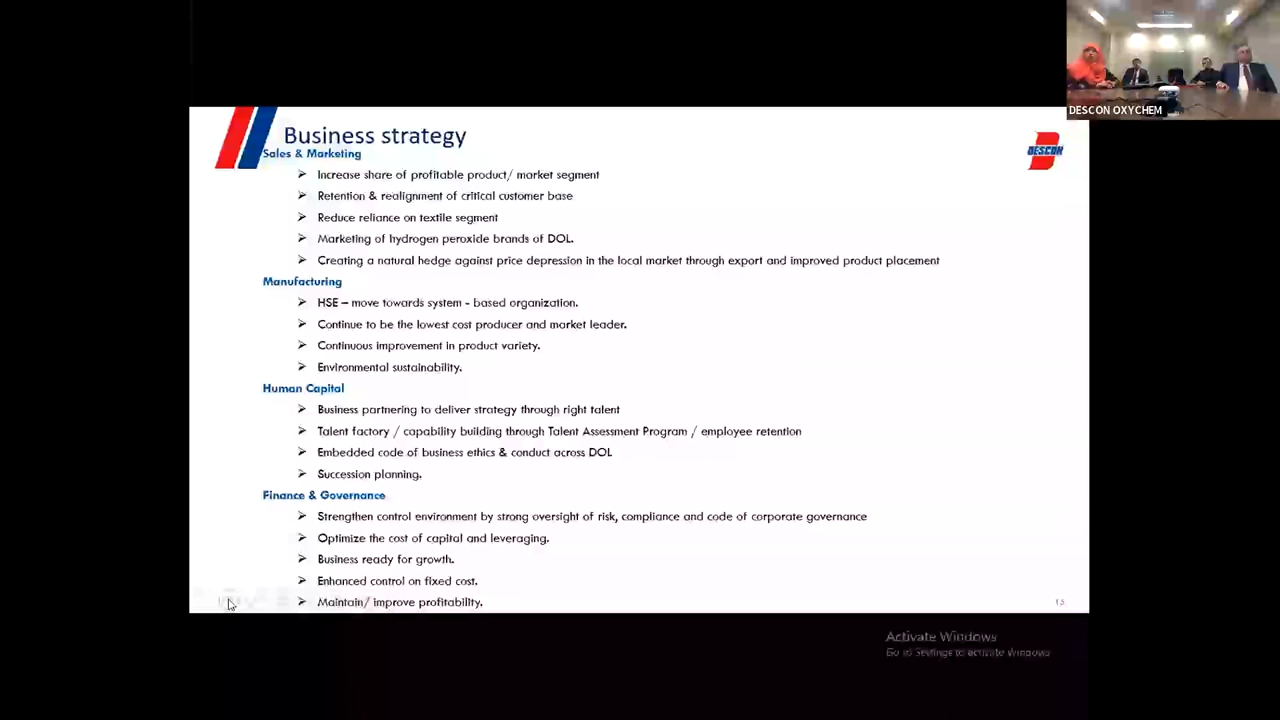 DESCON OXYCHEM
Business strategy
DESCON
Sales & Marketing
➢ Increase share of profitable product/ market segment
➢ Retention & realignment of critical customer base
➢ Reduce reliance on textile segment
➢ Marketing of hydrogen peroxide brands of DOL.
➢ Creating a natural hedge against price depression in the local market through export and improved product placement
Manufacturing
➢ HSE – move towards system - based organization.
➢ Continue to be the lowest cost producer and market leader.
➢ Continuous improvement in product variety.
➢ Environmental sustainability.
Human Capital
➢ Business partnering to deliver strategy through right talent
➢ Talent factory / capability building through Talent Assessment Program / employee retention
➢ Embedded code of business ethics & conduct across DOL
➢ Succession planning.
Finance & Governance
➢ Strengthen control environment by strong oversight of risk, compliance and code of corporate governance
➢ Optimize the cost of capital and leveraging.
➢ Business ready for growth.
➢ Enhanced control on fixed cost.
➢ Maintain/ improve profitability.
Activate Windows
Go to Settings to activate Windows